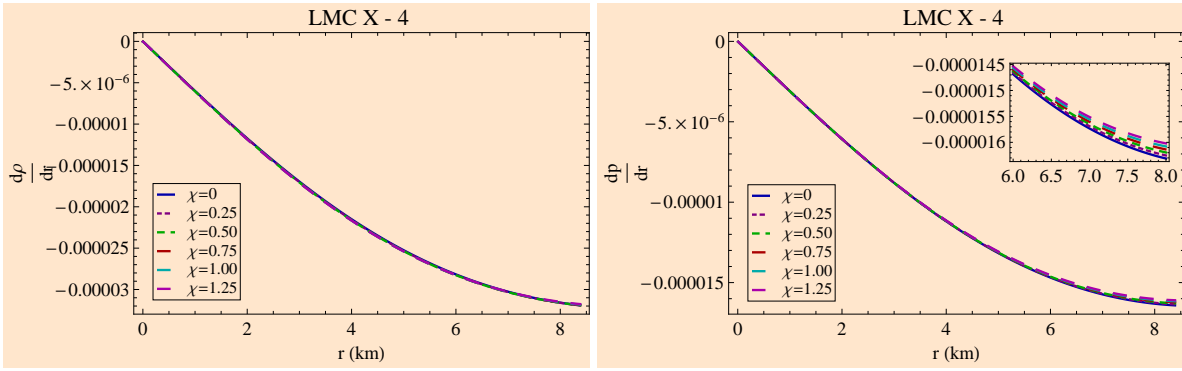 LMC X - 4
0
−5.×10⁻⁶
−0.00001
−0.000015
−0.00002
−0.000025
−0.00003
dρ
dr
χ=0
χ=0.25
χ=0.50
χ=0.75
χ=1.00
χ=1.25
0 2 4 6 8
r (km)
LMC X - 4
0
−5.×10⁻⁶
−0.00001
−0.000015
dp
dr
−0.0000145
−0.000015
−0.0000155
−0.000016
6.0 6.5 7.0 7.5 8.0
χ=0
χ=0.25
χ=0.50
χ=0.75
χ=1.00
χ=1.25
0 2 4 6 8
r (km)